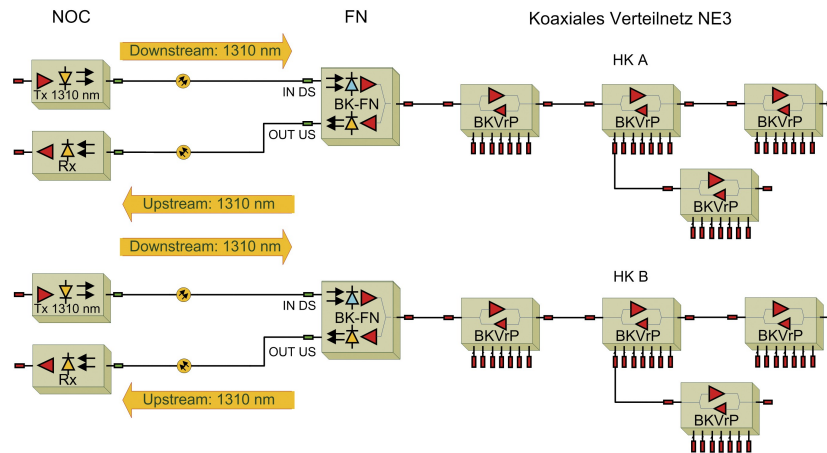 NOC
FN
Koaxiales Verteilnetz NE3
Downstream: 1310 nm
HK A
Tx 1310 nm
IN DS
BK-FN
BKVrP
BKVrP
BKVrP
OUT US
Rx
BKVrP
Upstream: 1310 nm
Downstream: 1310 nm
HK B
Tx 1310 nm
IN DS
BK-FN
BKVrP
BKVrP
BKVrP
OUT US
Rx
Upstream: 1310 nm
BKVrP